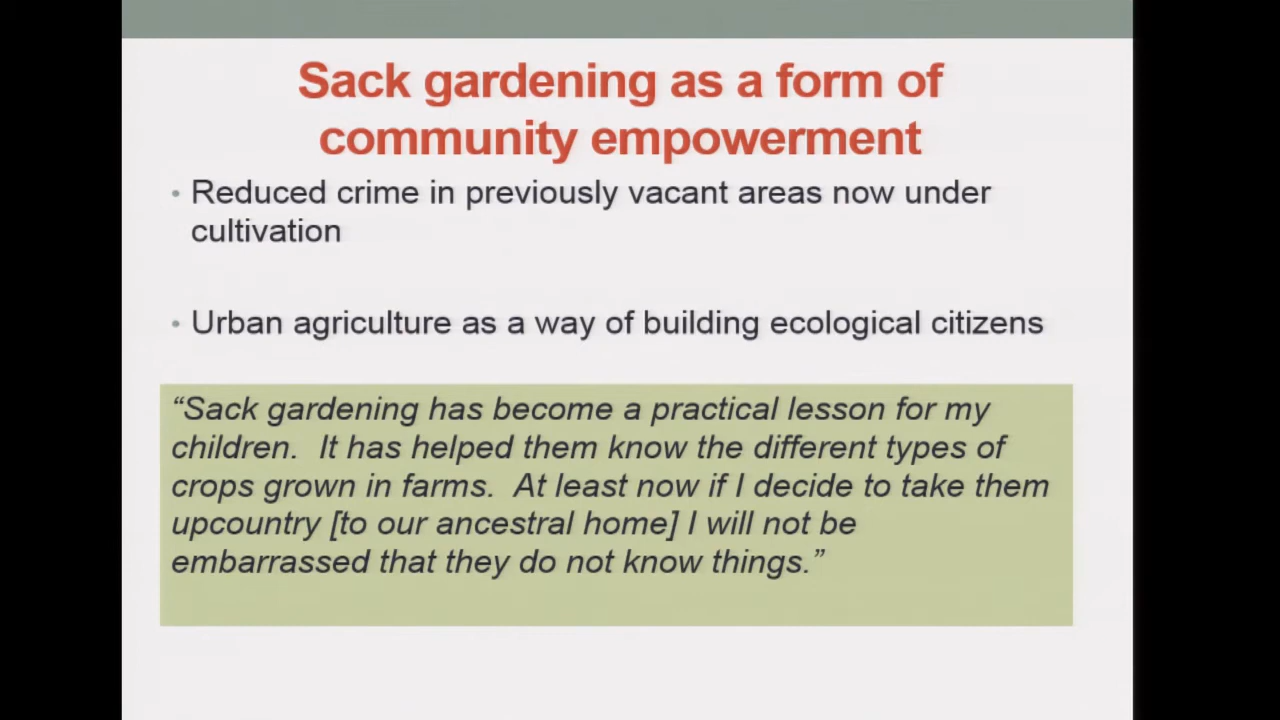 Sack gardening as a form of
community empowerment
• Reduced crime in previously vacant areas now under
cultivation
• Urban agriculture as a way of building ecological citizens
“Sack gardening has become a practical lesson for my
children.  It has helped them know the different types of
crops grown in farms.  At least now if I decide to take them
upcountry [to our ancestral home] I will not be
embarrassed that they do not know things.”